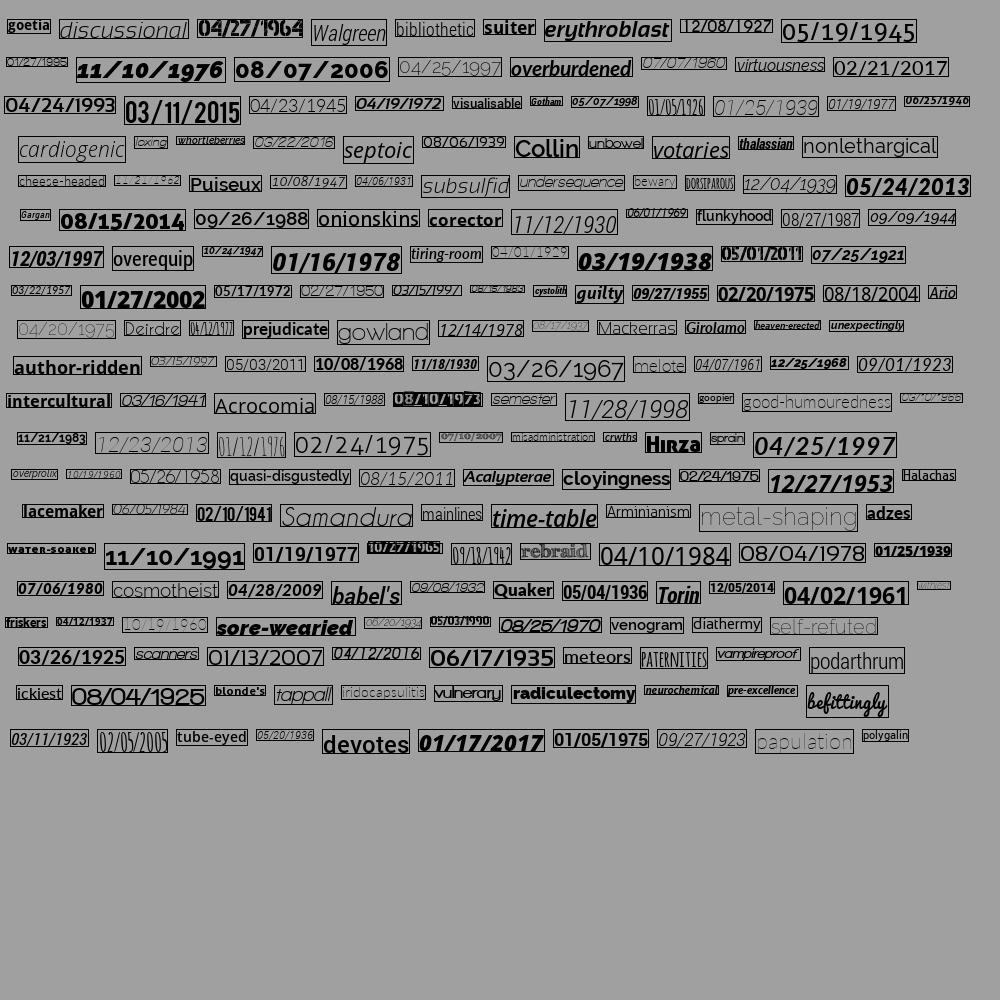 goetia discussional 04/27/1964 Walgreen bibliothetic suiter erythroblast 12/08/1927 05/19/1945
01/27/1995 11/10/1976 08/07/2006 04/25/1997 overburdened 07/07/1960 virtuousness 02/21/2017
04/24/1993 03/11/2015 04/23/1945 04/19/1972 visualisable Gotham 05/07/1998 01/05/1926 01/25/1939 01/19/1977 06/25/1946
cardiogenic loxing whortleberries 03/22/2016 septoic 08/06/1939 Collin unbowel votaries thalassian nonlethargical
cheese-headed 11/21/1962 Puiseux 10/08/1947 04/06/1931 subsulfid undersequence bewary DORSIPAROUS 12/04/1939 05/24/2013
Gargan 08/15/2014 09/26/1988 onionskins corector 11/12/1930 06/01/1969 flunkyhood 08/27/1987 09/09/1944
12/03/1997 overequip 10/24/1947 01/16/1978 tiring-room 04/01/1929 03/19/1938 05/01/2011 07/25/1921
03/22/1957 01/27/2002 05/17/1972 02/27/1950 03/15/1997 08/15/1983 cystolith guilty 09/27/1955 02/20/1975 08/18/2004 Ario
04/20/1975 Deirdre 04/12/1977 prejudicate gowland 12/14/1978 08/17/1937 Mackerras Girolamo heaven-erected unexpectingly
author-ridden 03/15/1997 05/03/2011 10/08/1968 11/18/1930 03/26/1967 melote 04/07/1961 12/25/1968 09/01/1923
intercultural 03/16/1941 Acrocomia 08/15/1988 08/10/1973 semester 11/28/1998 goopier good-humouredness
11/21/1983 12/23/2013 01/12/1976 02/24/1975 07/10/2007 misadministration crwths HIRZA sprain 04/25/1997
overprolix 10/19/1960 05/26/1958 quasi-disgustedly 08/15/2011 Acalypterae cloyingness 02/24/1975 12/27/1953 Halachas
lacemaker 06/05/1984 02/10/1941 Samandura mainlines time-table Arminianism metal-shaping adzes
WATER-SOAKED 11/10/1991 01/19/1977 10/27/1965 09/18/1942 rebraid 04/10/1984 08/04/1978 01/25/1939
07/06/1980 cosmotheist 04/28/2009 babel's 09/08/1932 Quaker 05/04/1936 Torin 12/05/2014 04/02/1961
friskers 04/12/1937 10/19/1960 sore-wearied 06/20/1934 05/03/1990 08/25/1970 venogram diathermy self-refuted
03/26/1925 scanners 01/13/2007 04/12/2016 06/17/1935 meteors PATERNITIES vampireproof podarthrum
ickiest 08/04/1925 blonde's tappall iridocapsulitis vulnerary radiculectomy neurochemical pre-excellence befittingly
03/11/1923 02/05/2005 tube-eyed 05/20/1936 devotes 01/17/2017 01/05/1975 09/27/1923 papulation polygalin